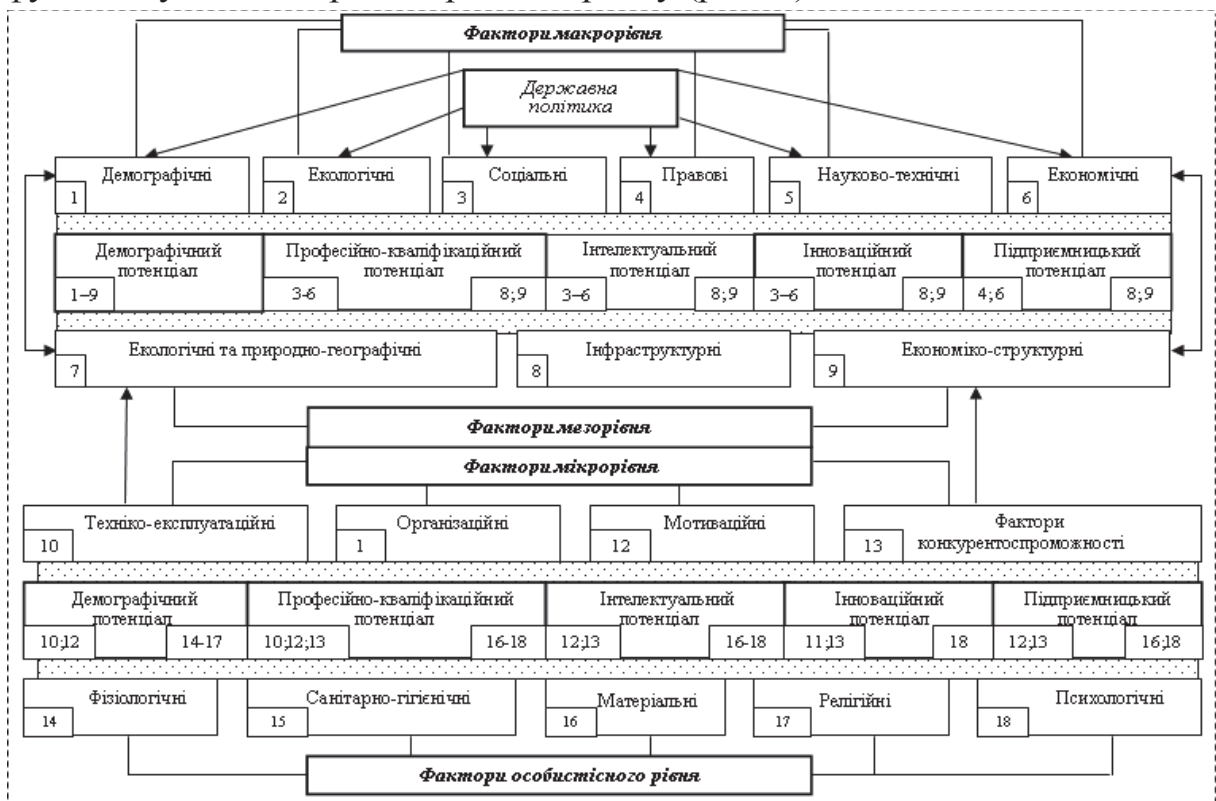 Фактори макрорівня
Державна
політика
Демографічні
1
Екологічні
2
Соціальні
3
Правові
4
Науково-технічні
5
Економічні
6
Демографічний
потенціал
1–9
Професійно-кваліфікаційний
потенціал
3-6
8;9
Інтелектуальний
потенціал
3–6
8;9
Інноваційний
потенціал
3–6
8;9
Підприємницький
потенціал
4;6
8;9
Екологічні та природно-географічні
7
Інфраструктурні
8
Економіко-структурні
9
Фактори мезорівня
Фактори мікрорівня
Техніко-експлуатаційні
10
Організаційні
1
Мотиваційні
12
Фактори
конкурентоспроможності
13
Демографічний
потенціал
10;12
14-17
Професійно-кваліфікаційний
потенціал
10;12;13
16-18
Інтелектуальний
потенціал
12;13
16-18
Інноваційний
потенціал
11;13
18
Підприємницький
потенціал
12;13
16;18
Фізіологічні
14
Санітарно-гігієнічні
15
Матеріальні
16
Релігійні
17
Психологічні
18
Фактори особистісного рівня